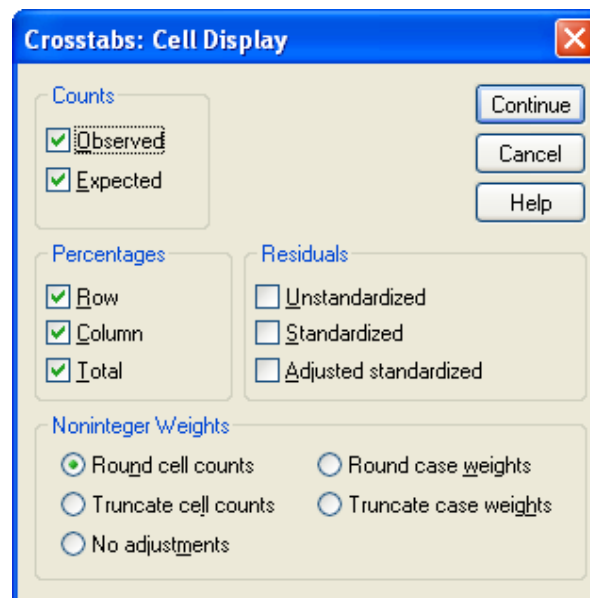 Crosstabs: Cell Display
Counts
Observed
Expected
Continue
Cancel
Help
Percentages
Row
Column
Total
Residuals
Unstandardized
Standardized
Adjusted standardized
Noninteger Weights
Round cell counts
Round case weights
Truncate cell counts
Truncate case weights
No adjustments